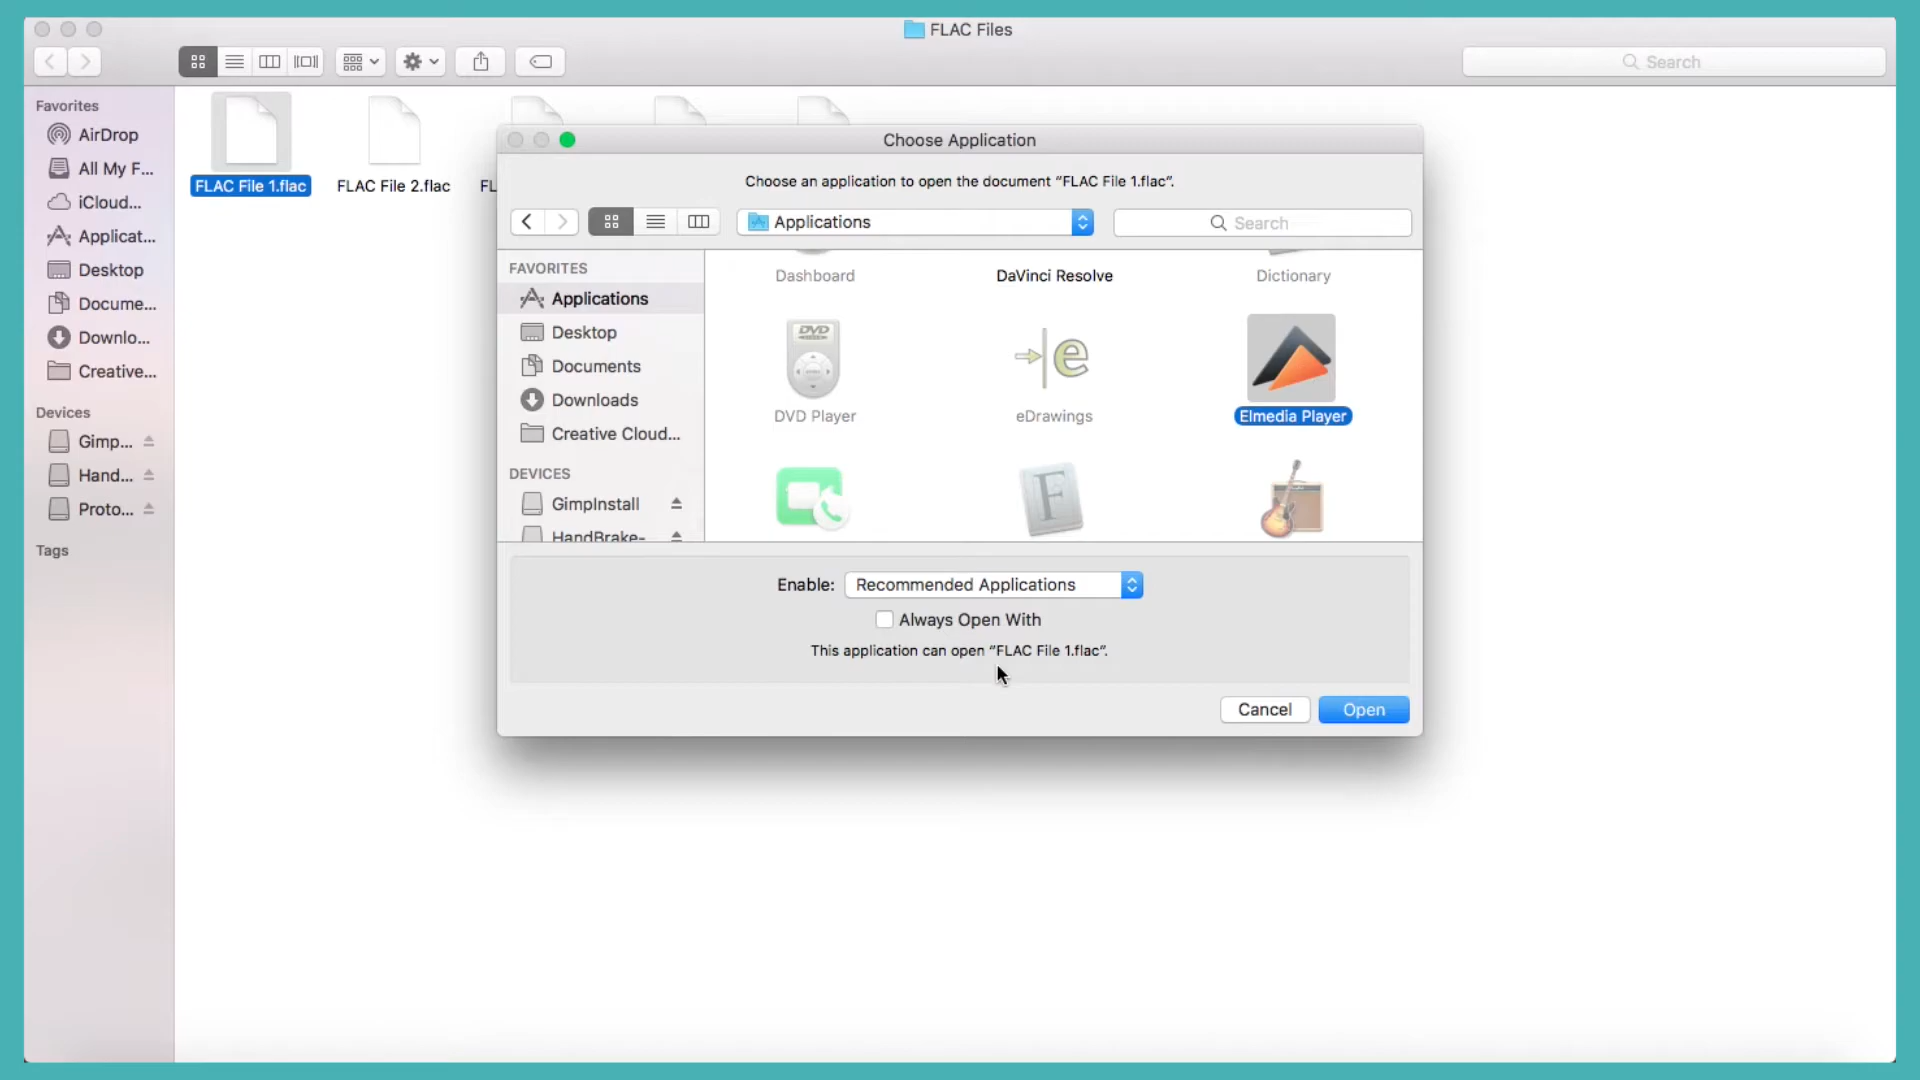 FLAC Files
Search
Favorites
AirDrop
All My F...
iCloud...
Applicat...
Desktop
Docume...
Downlo...
Creative...
Devices
Gimp...
Hand...
Proto...
Tags
FLAC File 1.flac
FLAC File 2.flac
FL
Choose Application
Choose an application to open the document “FLAC File 1.flac”.
Applications
Search
FAVORITES
Applications
Desktop
Documents
Downloads
Creative Cloud...
DEVICES
GimpInstall
HandBrake-
Dashboard
DaVinci Resolve
Dictionary
DVD
DVD Player
eDrawings
Elmedia Player
Enable:
Recommended Applications
Always Open With
This application can open “FLAC File 1.flac”.
Cancel
Open